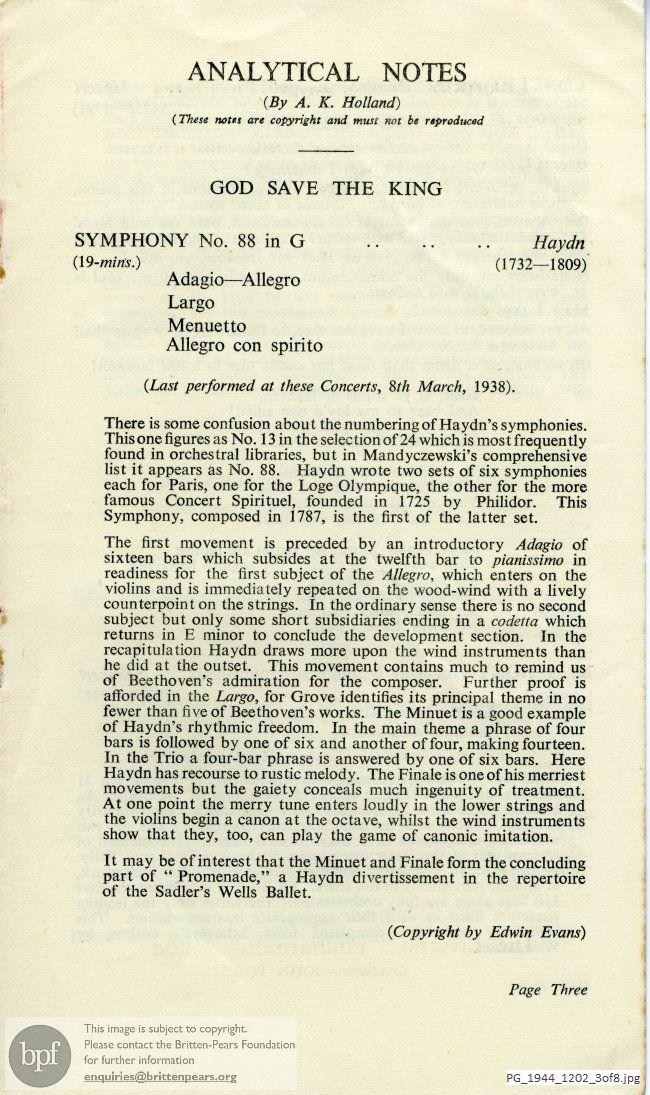 ANALYTICAL NOTES
(By A. K. Holland)
(These notes are copyright and must not be reproduced
GOD SAVE THE KING
SYMPHONY No. 88 in G .. .. .. Haydn
(19-mins.) (1732—1809)
Adagio—Allegro
Largo
Menuetto
Allegro con spirito
(Last performed at these Concerts, 8th March, 1938).
There is some confusion about the numbering of Haydn's symphonies.
This one figures as No. 13 in the selection of 24 which is most frequently
found in orchestral libraries, but in Mandyczewski's comprehensive
list it appears as No. 88. Haydn wrote two sets of six symphonies
each for Paris, one for the Loge Olympique, the other for the more
famous Concert Spirituel, founded in 1725 by Philidor. This
Symphony, composed in 1787, is the first of the latter set.
The first movement is preceded by an introductory Adagio of
sixteen bars which subsides at the twelfth bar to pianissimo in
readiness for the first subject of the Allegro, which enters on the
violins and is immediately repeated on the wood-wind with a lively
counterpoint on the strings. In the ordinary sense there is no second
subject but only some short subsidiaries ending in a codetta which
returns in E minor to conclude the development section. In the
recapitulation Haydn draws more upon the wind instruments than
he did at the outset. This movement contains much to remind us
of Beethoven's admiration for the composer. Further proof is
afforded in the Largo, for Grove identifies its principal theme in no
fewer than five of Beethoven's works. The Minuet is a good example
of Haydn's rhythmic freedom. In the main theme a phrase of four
bars is followed by one of six and another of four, making fourteen.
In the Trio a four-bar phrase is answered by one of six bars. Here
Haydn has recourse to rustic melody. The Finale is one of his merriest
movements but the gaiety conceals much ingenuity of treatment.
At one point the merry tune enters loudly in the lower strings and
the violins begin a canon at the octave, whilst the wind instruments
show that they, too, can play the game of canonic imitation.
It may be of interest that the Minuet and Finale form the concluding
part of " Promenade," a Haydn divertissement in the repertoire
of the Sadler's Wells Ballet.
(Copyright by Edwin Evans)
Page Three
bpf
This image is subject to copyright.
Please contact the Britten-Pears Foundation
for further information
enquiries@brittenpears.org
PG_1944_1202_3of8.jpg